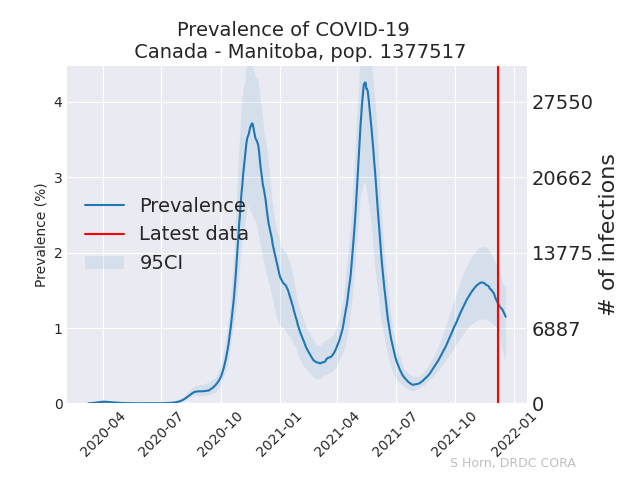 Prevalence of COVID-19
Canada - Manitoba, pop. 1377517
4
3
2
1
0
Prevalence (%)
Prevalence
Latest data
95CI
27550
20662
13775
6887
0
# of infections
2020-04
2020-07
2020-10
2021-01
2021-04
2021-07
2021-10
2022-01
S Horn, DRDC CORA